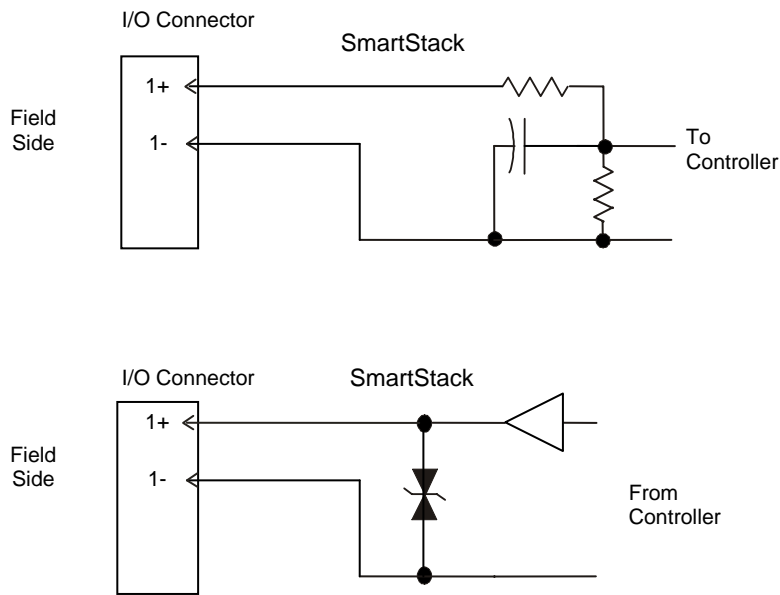 I/O Connector
SmartStack
1+
Field
Side
1-
To
Controller
I/O Connector
SmartStack
1+
Field
Side
1-
From
Controller